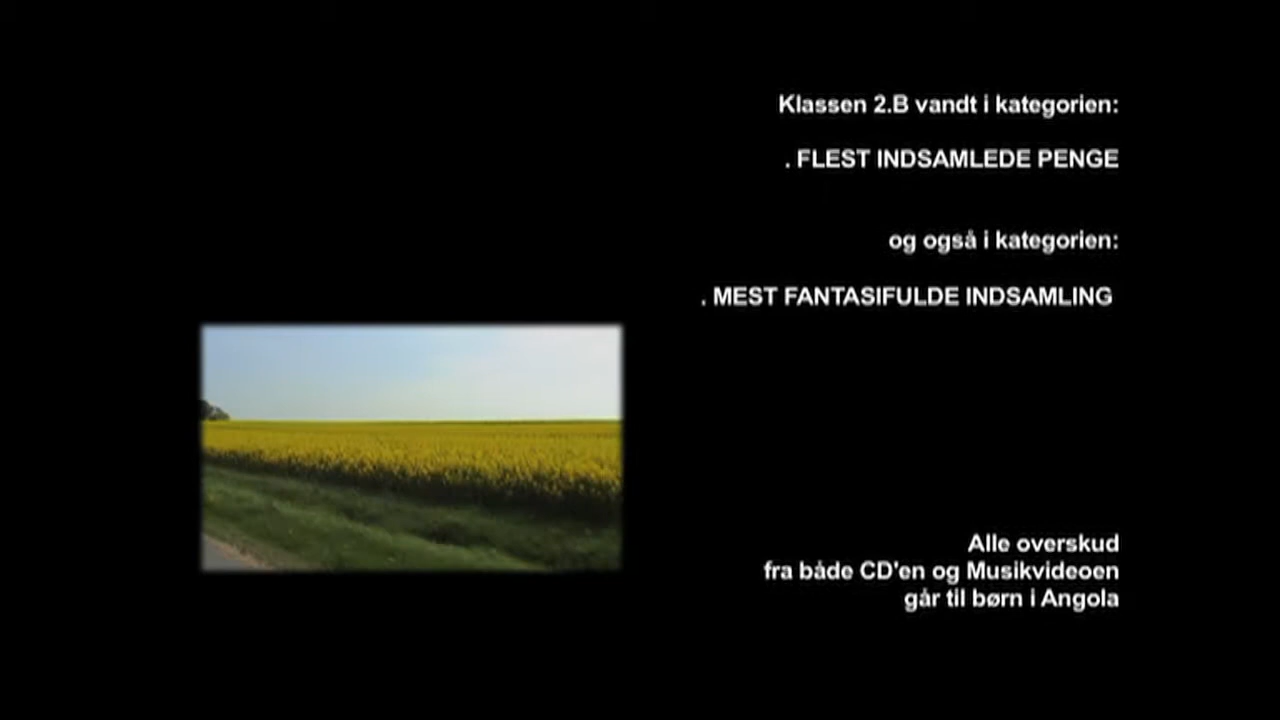 Klassen 2.B vandt i kategorien:
. FLEST INDSAMLEDE PENGE
og også i kategorien:
. MEST FANTASIFULDE INDSAMLING
Alle overskud
fra både CD'en og Musikvideoen
går til børn i Angola